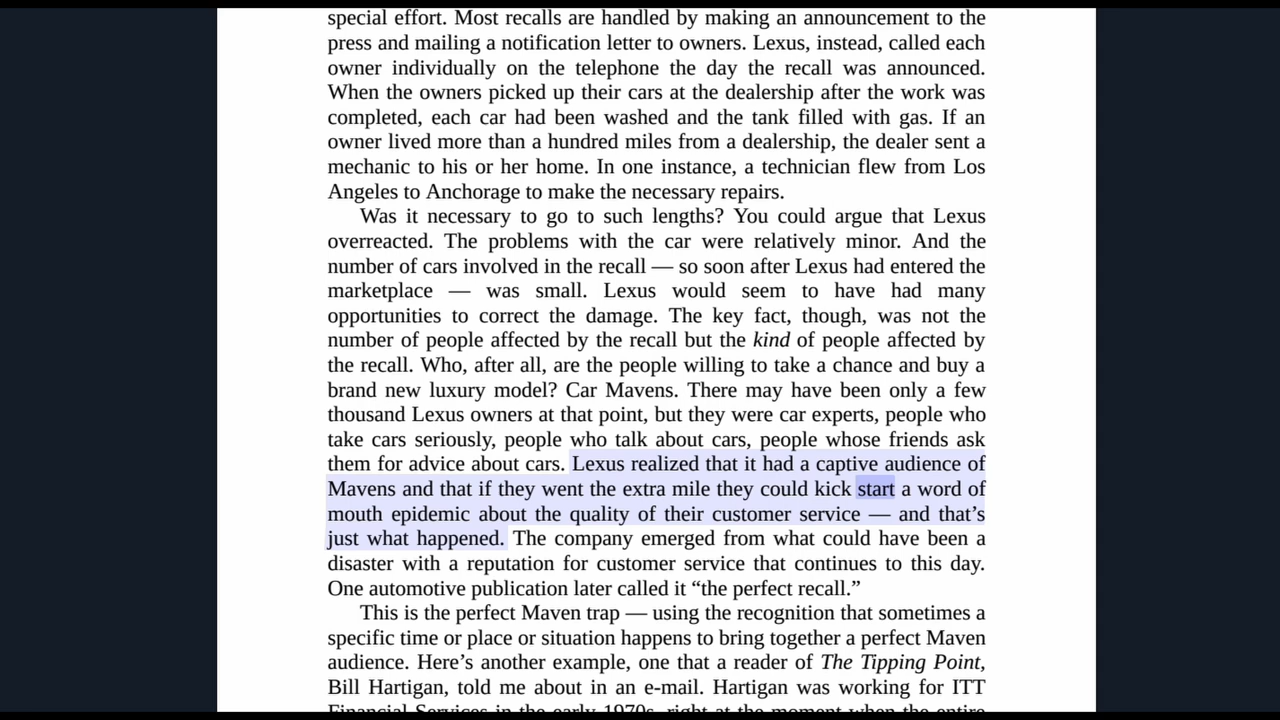 special effort. Most recalls are handled by making an announcement to the
press and mailing a notification letter to owners. Lexus, instead, called each
owner individually on the telephone the day the recall was announced.
When the owners picked up their cars at the dealership after the work was
completed, each car had been washed and the tank filled with gas. If an
owner lived more than a hundred miles from a dealership, the dealer sent a
mechanic to his or her home. In one instance, a technician flew from Los
Angeles to Anchorage to make the necessary repairs.
Was it necessary to go to such lengths? You could argue that Lexus
overreacted. The problems with the car were relatively minor. And the
number of cars involved in the recall — so soon after Lexus had entered the
marketplace — was small. Lexus would seem to have had many
opportunities to correct the damage. The key fact, though, was not the
number of people affected by the recall but the kind of people affected by
the recall. Who, after all, are the people willing to take a chance and buy a
brand new luxury model? Car Mavens. There may have been only a few
thousand Lexus owners at that point, but they were car experts, people who
take cars seriously, people who talk about cars, people whose friends ask
them for advice about cars. Lexus realized that it had a captive audience of
Mavens and that if they went the extra mile they could kick start a word of
mouth epidemic about the quality of their customer service — and that’s
just what happened. The company emerged from what could have been a
disaster with a reputation for customer service that continues to this day.
One automotive publication later called it “the perfect recall.”
This is the perfect Maven trap — using the recognition that sometimes a
specific time or place or situation happens to bring together a perfect Maven
audience. Here’s another example, one that a reader of The Tipping Point,
Bill Hartigan, told me about in an e-mail. Hartigan was working for ITT
Financial Services in the early 1970s, right at the moment when the entire